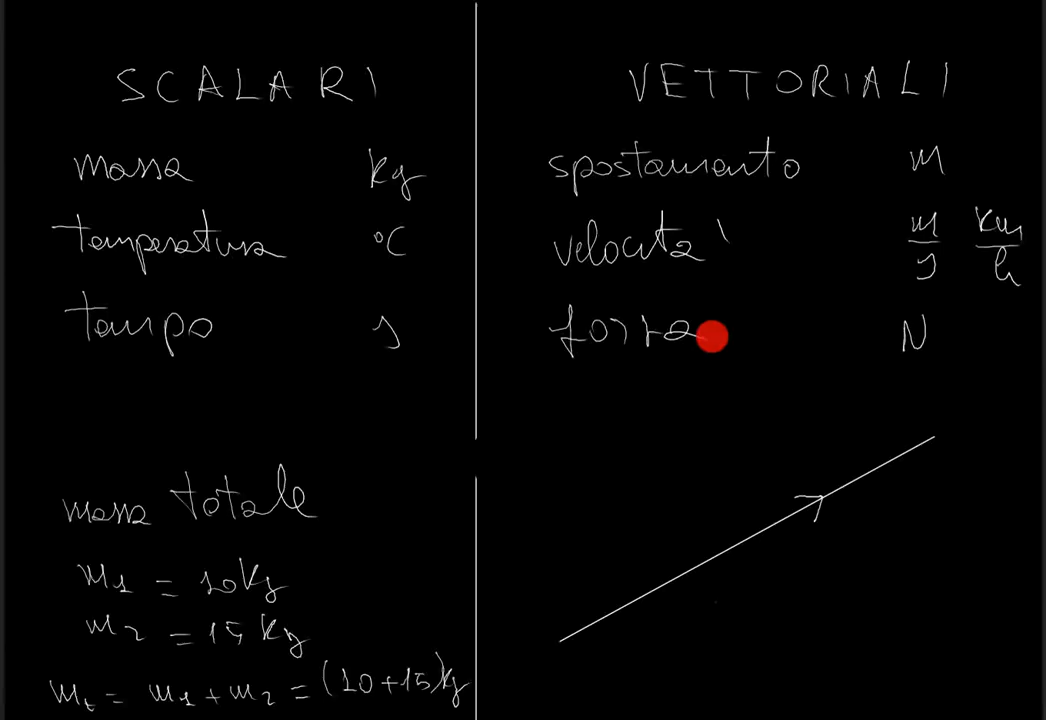 SCALARI
massa kg
temperatura °C
tempo s
massa totale
m1 = 10kg
m2 = 15 kg
mt = m1 + m2 = (10+15)kg
VETTORIALI
spostamento m
velocita' m/s km/h
forza N